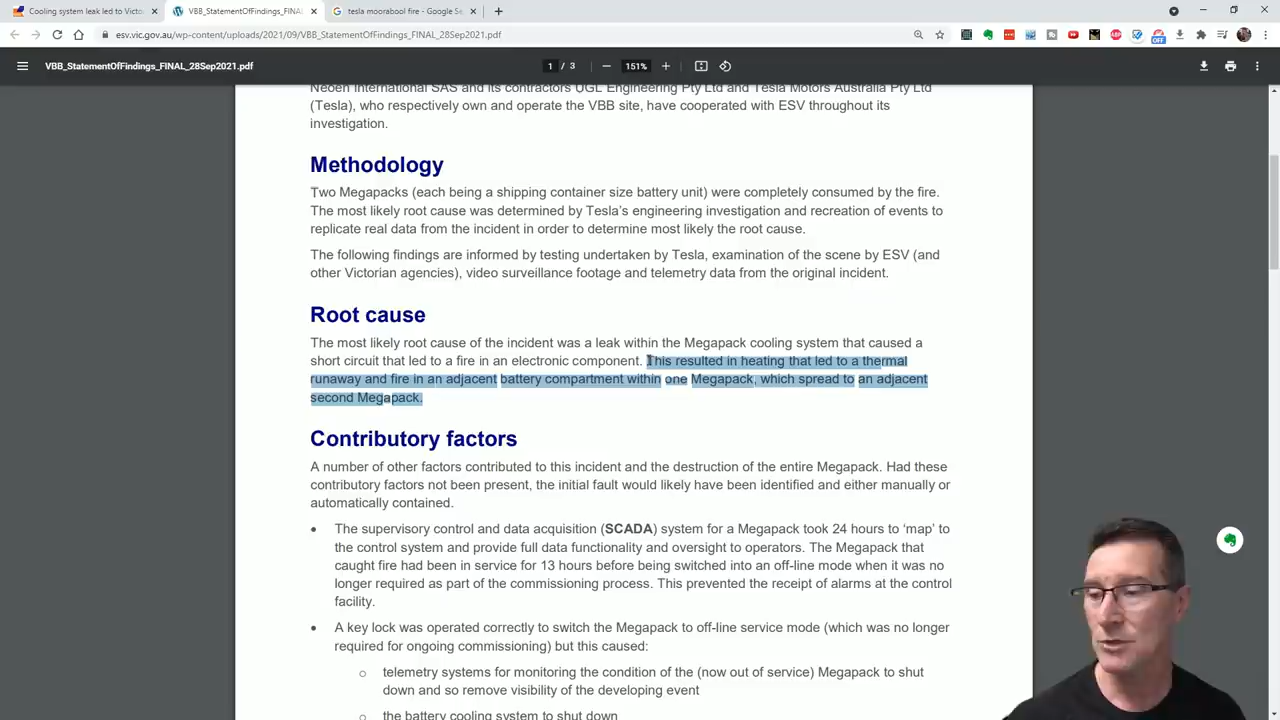 Cooling system leak led to Victor
VBB_StatementOfFindings_FINAL
tesla moorabool fire - Google Se
esv.vic.gov.au/wp-content/uploads/2021/09/VBB_StatementOfFindings_FINAL_28Sep2021.pdf
VBB_StatementOfFindings_FINAL_28Sep2021.pdf
1 / 3
151%
Neoen International SAS and its contractors UGL Engineering Pty Ltd and Tesla Motors Australia Pty Ltd
(Tesla), who respectively own and operate the VBB site, have cooperated with ESV throughout its
investigation.
Methodology
Two Megapacks (each being a shipping container size battery unit) were completely consumed by the fire.
The most likely root cause was determined by Tesla's engineering investigation and recreation of events to
replicate real data from the incident in order to determine most likely the root cause.
The following findings are informed by testing undertaken by Tesla, examination of the scene by ESV (and
other Victorian agencies), video surveillance footage and telemetry data from the original incident.
Root cause
The most likely root cause of the incident was a leak within the Megapack cooling system that caused a
short circuit that led to a fire in an electronic component. This resulted in heating that led to a thermal
runaway and fire in an adjacent battery compartment within one Megapack, which spread to an adjacent
second Megapack.
Contributory factors
A number of other factors contributed to this incident and the destruction of the entire Megapack. Had these
contributory factors not been present, the initial fault would likely have been identified and either manually or
automatically contained.
• The supervisory control and data acquisition (SCADA) system for a Megapack took 24 hours to 'map' to
the control system and provide full data functionality and oversight to operators. The Megapack that
caught fire had been in service for 13 hours before being switched into an off-line mode when it was no
longer required as part of the commissioning process. This prevented the receipt of alarms at the control
facility.
• A key lock was operated correctly to switch the Megapack to off-line service mode (which was no longer
required for ongoing commissioning) but this caused:
o telemetry systems for monitoring the condition of the (now out of service) Megapack to shut
down and so remove visibility of the developing event
o the battery cooling system to shut down